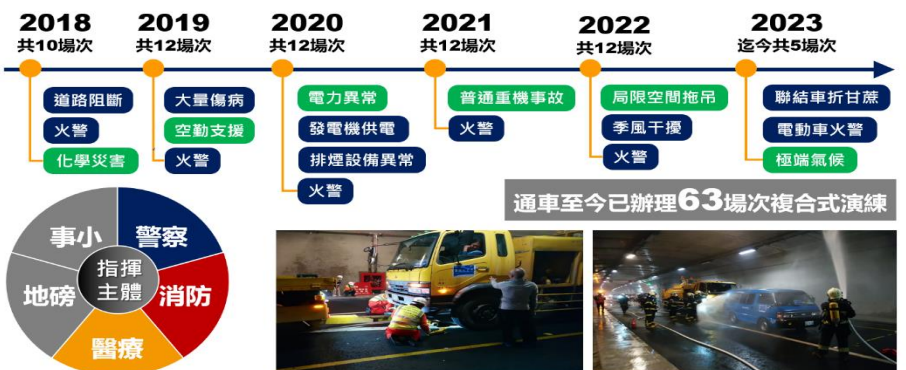 2018
共10場次
2019
共12場次
2020
共12場次
2021
共12場次
2022
共12場次
2023
迄今共5場次
道路阻斷
火警
化學災害
大量傷病
空勤支援
火警
電力異常
發電機供電
排煙設備異常
火警
普通重機事故
火警
局限空間拖吊
季風干擾
火警
聯結車折甘蔗
電動車火警
極端氣候
通車至今已辦理63場次複合式演練
事小
警察
指揮
主體
地磅
消防
醫療